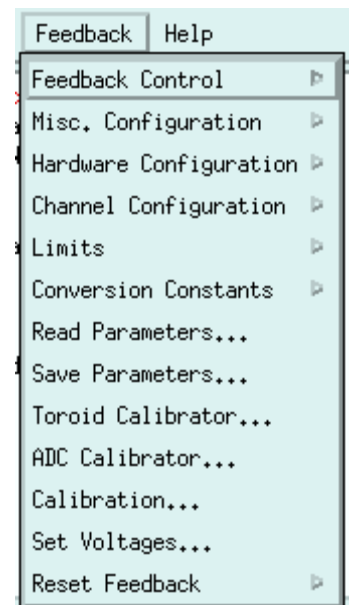 Feedback Help
Feedback Control
Misc. Configuration
Hardware Configuration
Channel Configuration
Limits
Conversion Constants
Read Parameters...
Save Parameters...
Toroid Calibrator...
ADC Calibrator...
Calibration...
Set Voltages...
Reset Feedback